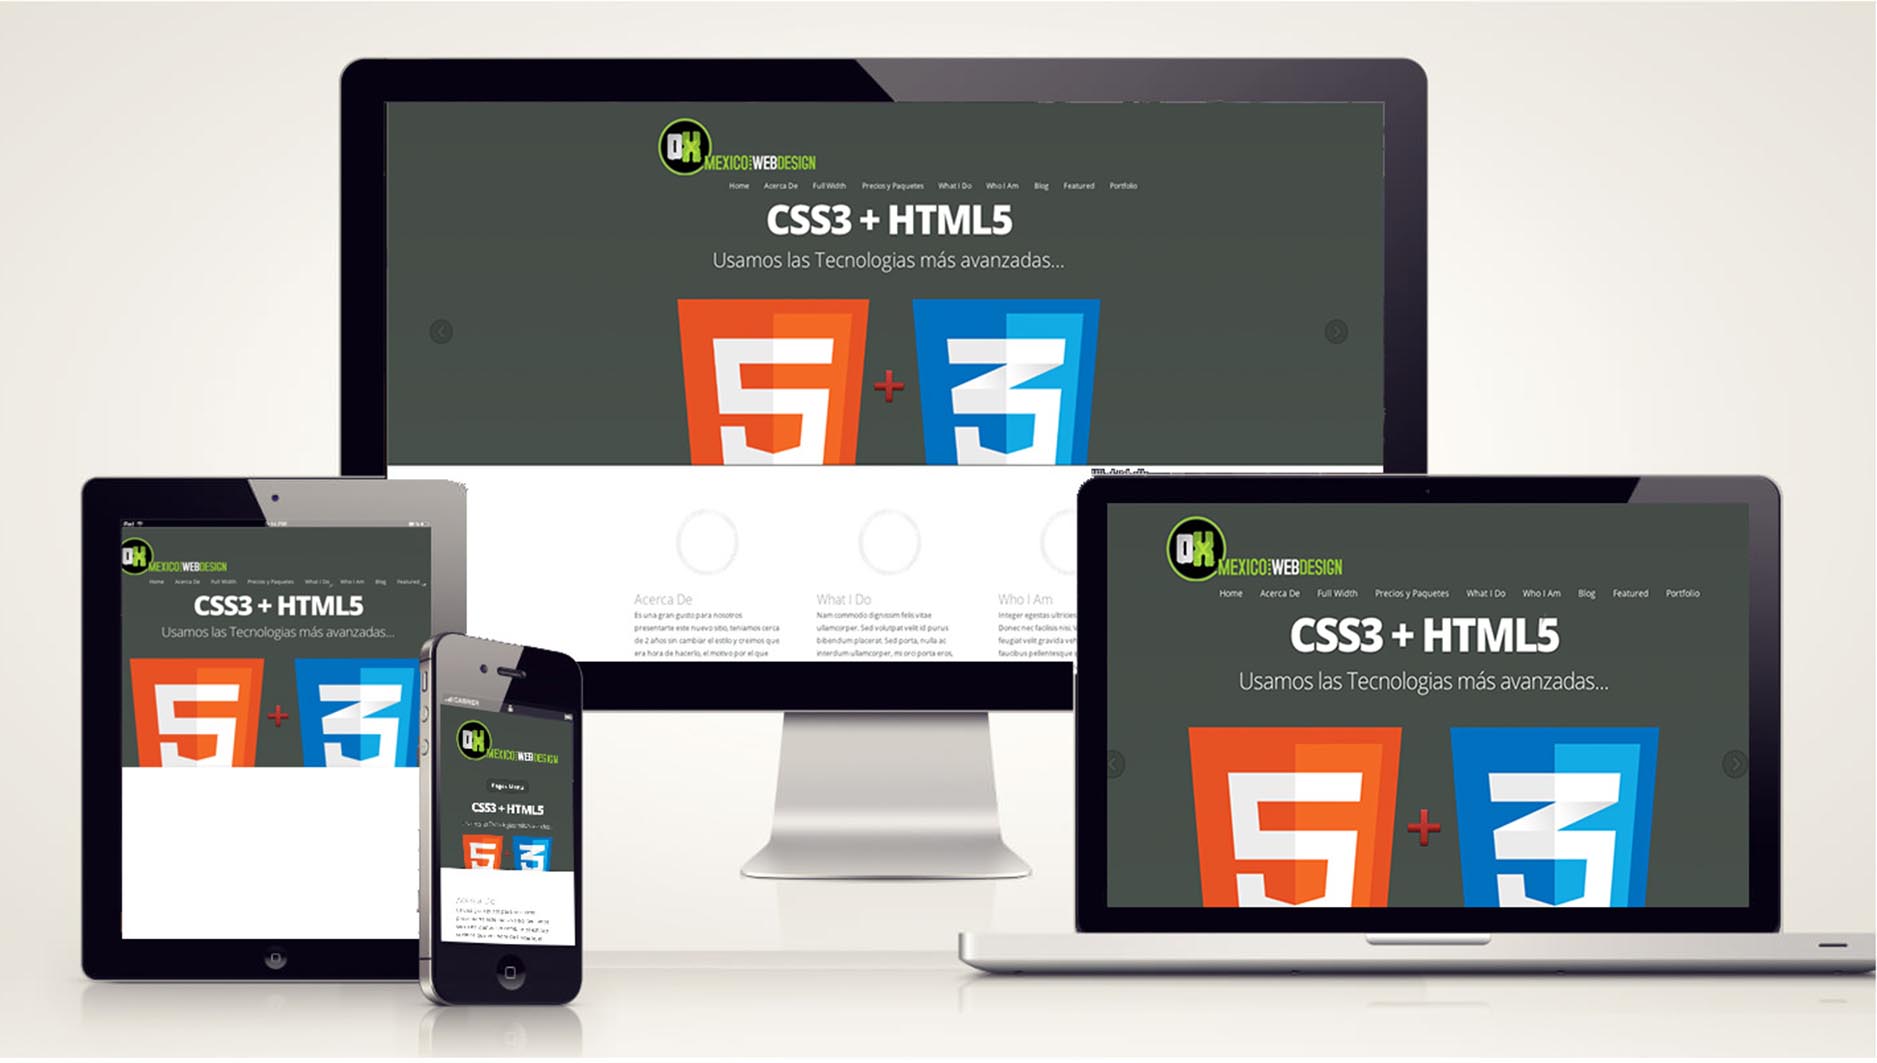 DX MEXICO WEBDESIGN
Home Acerca De Full Width Precios y Paquetes What I Do Who I Am Blog Featured Portfolio
CSS3 + HTML5
Usamos las Tecnologias más avanzadas...
5 + 3
Acerca De
Es una gran gusto para nosotros
presentarte este nuevo sitio, teniamos cerca
de 2 años sin cambiar el estilo y creimos que
era hora de hacerlo, el motivo por el que
What I Do
Nam commodo dignissim felis vitae
ullamcorper. Sed volutpat velit id purus
bibendum placerat. Sed porta, nulla ac
interdum ullamcorper, mi orci porta eros,
Who I Am
Integer egestas ultricies
Donec nec facilisis nisi.
feugiat velit gravida
faucibus pellentesque
iPad
DX MEXICO WEBDESIGN
Home Acerca De Full Width Precios y Paquetes What I Do Who I Am Blog Featured
CSS3 + HTML5
Usamos las Tecnologias más avanzadas...
5 + 3
CARRIER
DX MEXICO WEBDESIGN
Pages Menu
CSS3 + HTML5
Usamos las Tecnologias más avanzadas...
5 3
Acerca De
DX MEXICO WEBDESIGN
Home Acerca De Full Width Precios y Paquetes What I Do Who I Am Blog Featured Portfolio
CSS3 + HTML5
Usamos las Tecnologias más avanzadas...
5 + 3